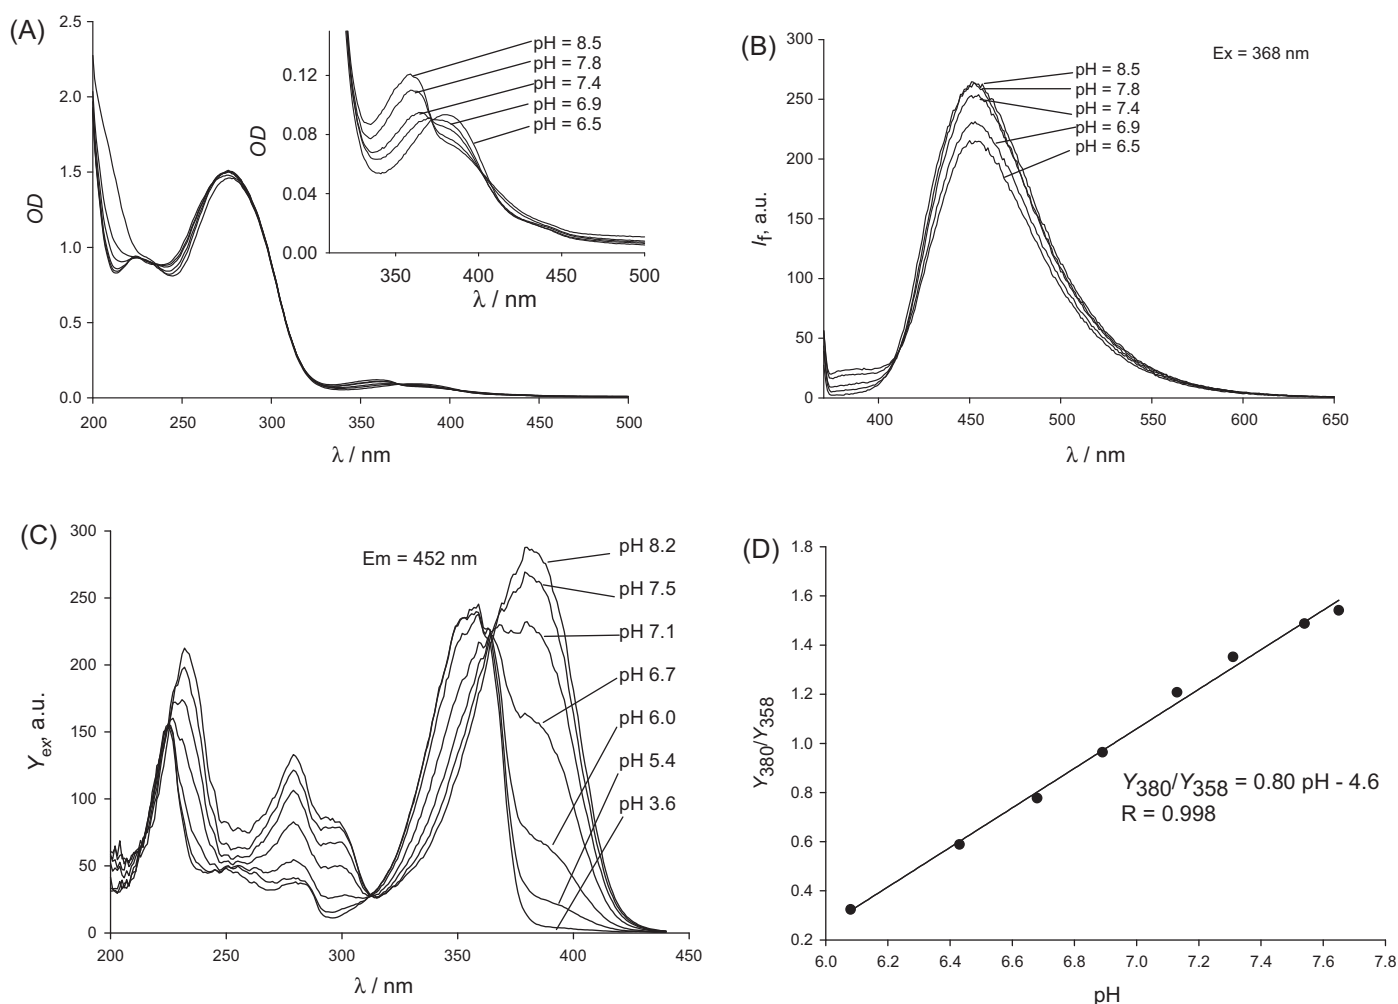 (A)
2.5
2.0
1.5
1.0
0.5
0.0
OD
200
250
300
350
400
450
500
λ / nm
0.12
0.08
0.04
0.00
OD
350
400
450
500
λ / nm
pH = 8.5
pH = 7.8
pH = 7.4
pH = 6.9
pH = 6.5
(B)
300
250
200
150
100
50
0
If, a.u.
Ex = 368 nm
pH = 8.5
pH = 7.8
pH = 7.4
pH = 6.9
pH = 6.5
400
450
500
550
600
650
λ / nm
(C)
300
250
200
150
100
50
0
Yex, a.u.
Em = 452 nm
pH 8.2
pH 7.5
pH 7.1
pH 6.7
pH 6.0
pH 5.4
pH 3.6
200
250
300
350
400
450
λ / nm
(D)
1.8
1.6
1.4
1.2
1.0
0.8
0.6
0.4
0.2
Y380/Y358
Y380/Y358 = 0.80 pH - 4.6
R = 0.998
6.0
6.2
6.4
6.6
6.8
7.0
7.2
7.4
7.6
7.8
pH